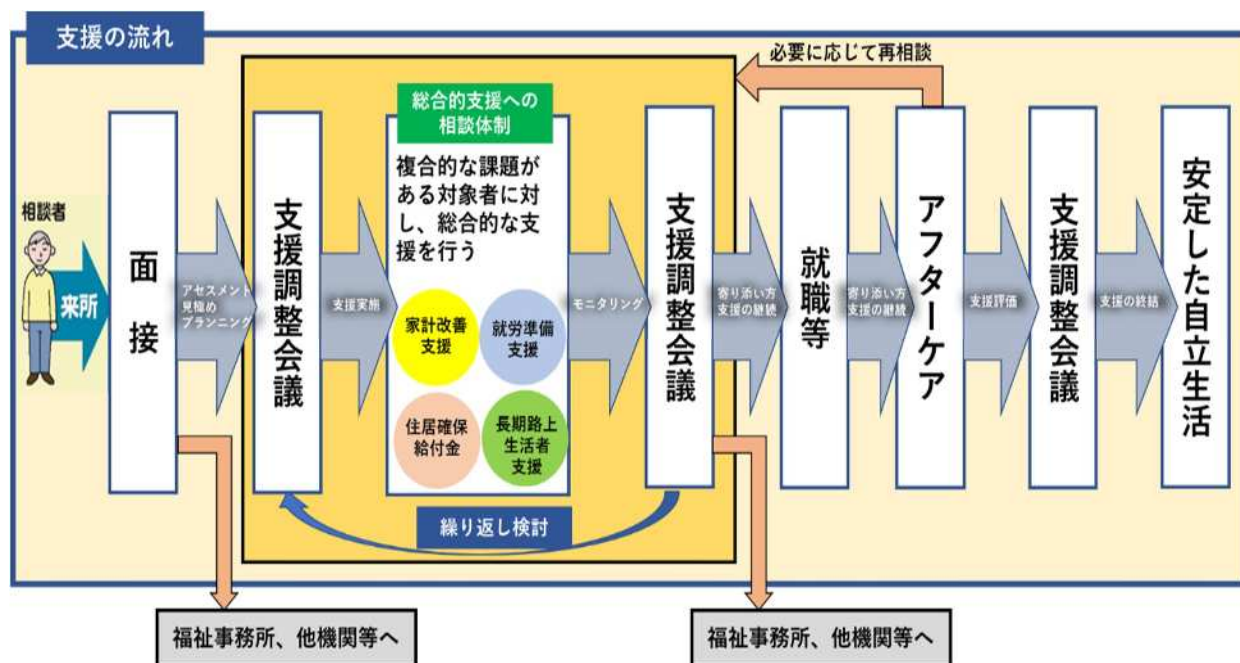 支援の流れ
必要に応じて再相談
相談者
来所
面接
アセスメント
見極め
プランニング
支援調整会議
支援実施
総合的支援への
相談体制
複合的な課題が
ある対象者に対
し、総合的な支
援を行う
家計改善
支援
就労準備
支援
住居確保
給付金
長期路上
生活者
支援
モニタリング
支援調整会議
繰り返し検討
寄り添い方
支援の継続
就職等
寄り添い方
支援の継続
アフターケア
支援評価
支援調整会議
支援の終結
安定した自立生活
福祉事務所、他機関等へ
福祉事務所、他機関等へ